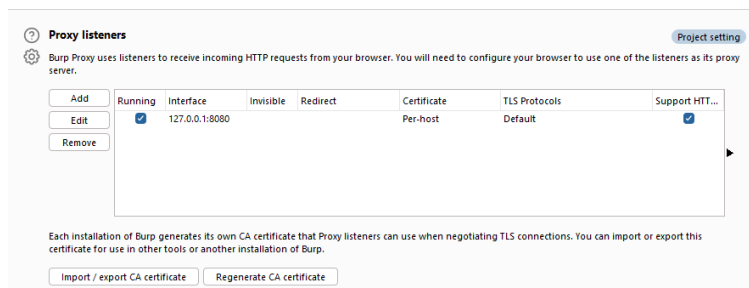 Proxy listeners
Project setting
Burp Proxy uses listeners to receive incoming HTTP requests from your browser. You will need to configure your browser to use one of the listeners as its proxy
server.
Add
Running Interface Invisible Redirect Certificate TLS Protocols Support HTT...
Edit
127.0.0.1:8080 Per-host Default
Remove
Each installation of Burp generates its own CA certificate that Proxy listeners can use when negotiating TLS connections. You can import or export this
certificate for use in other tools or another installation of Burp.
Import / export CA certificate
Regenerate CA certificate